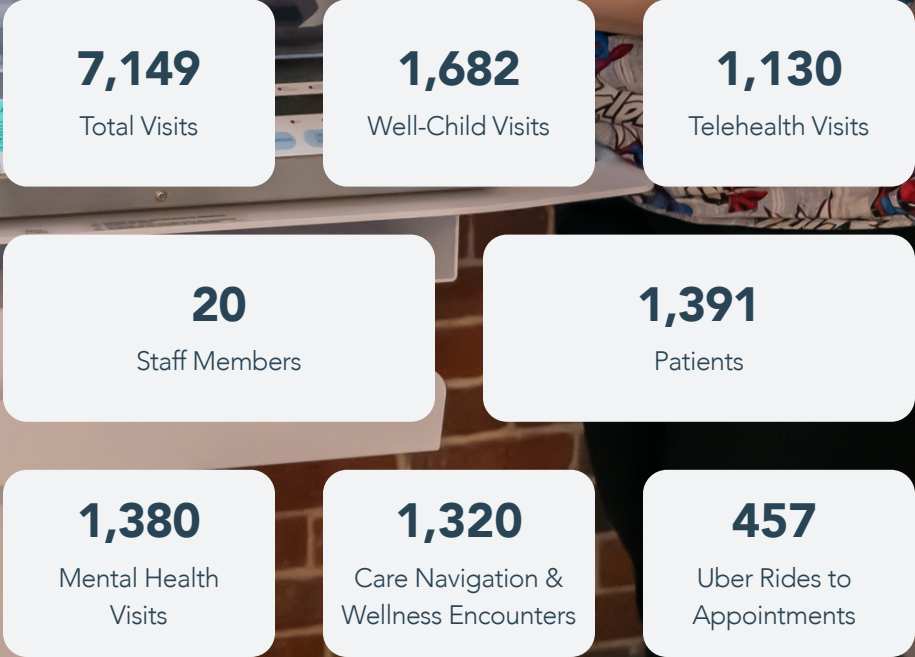 7,149
Total Visits
1,682
Well-Child Visits
1,130
Telehealth Visits
20
Staff Members
1,391
Patients
1,380
Mental Health
Visits
1,320
Care Navigation &
Wellness Encounters
457
Uber Rides to
Appointments